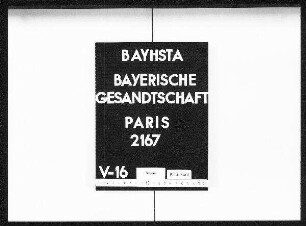 BAYHSTA
BAYERISCHE
GESANDTSCHAFT
PARIS
2167
V-16